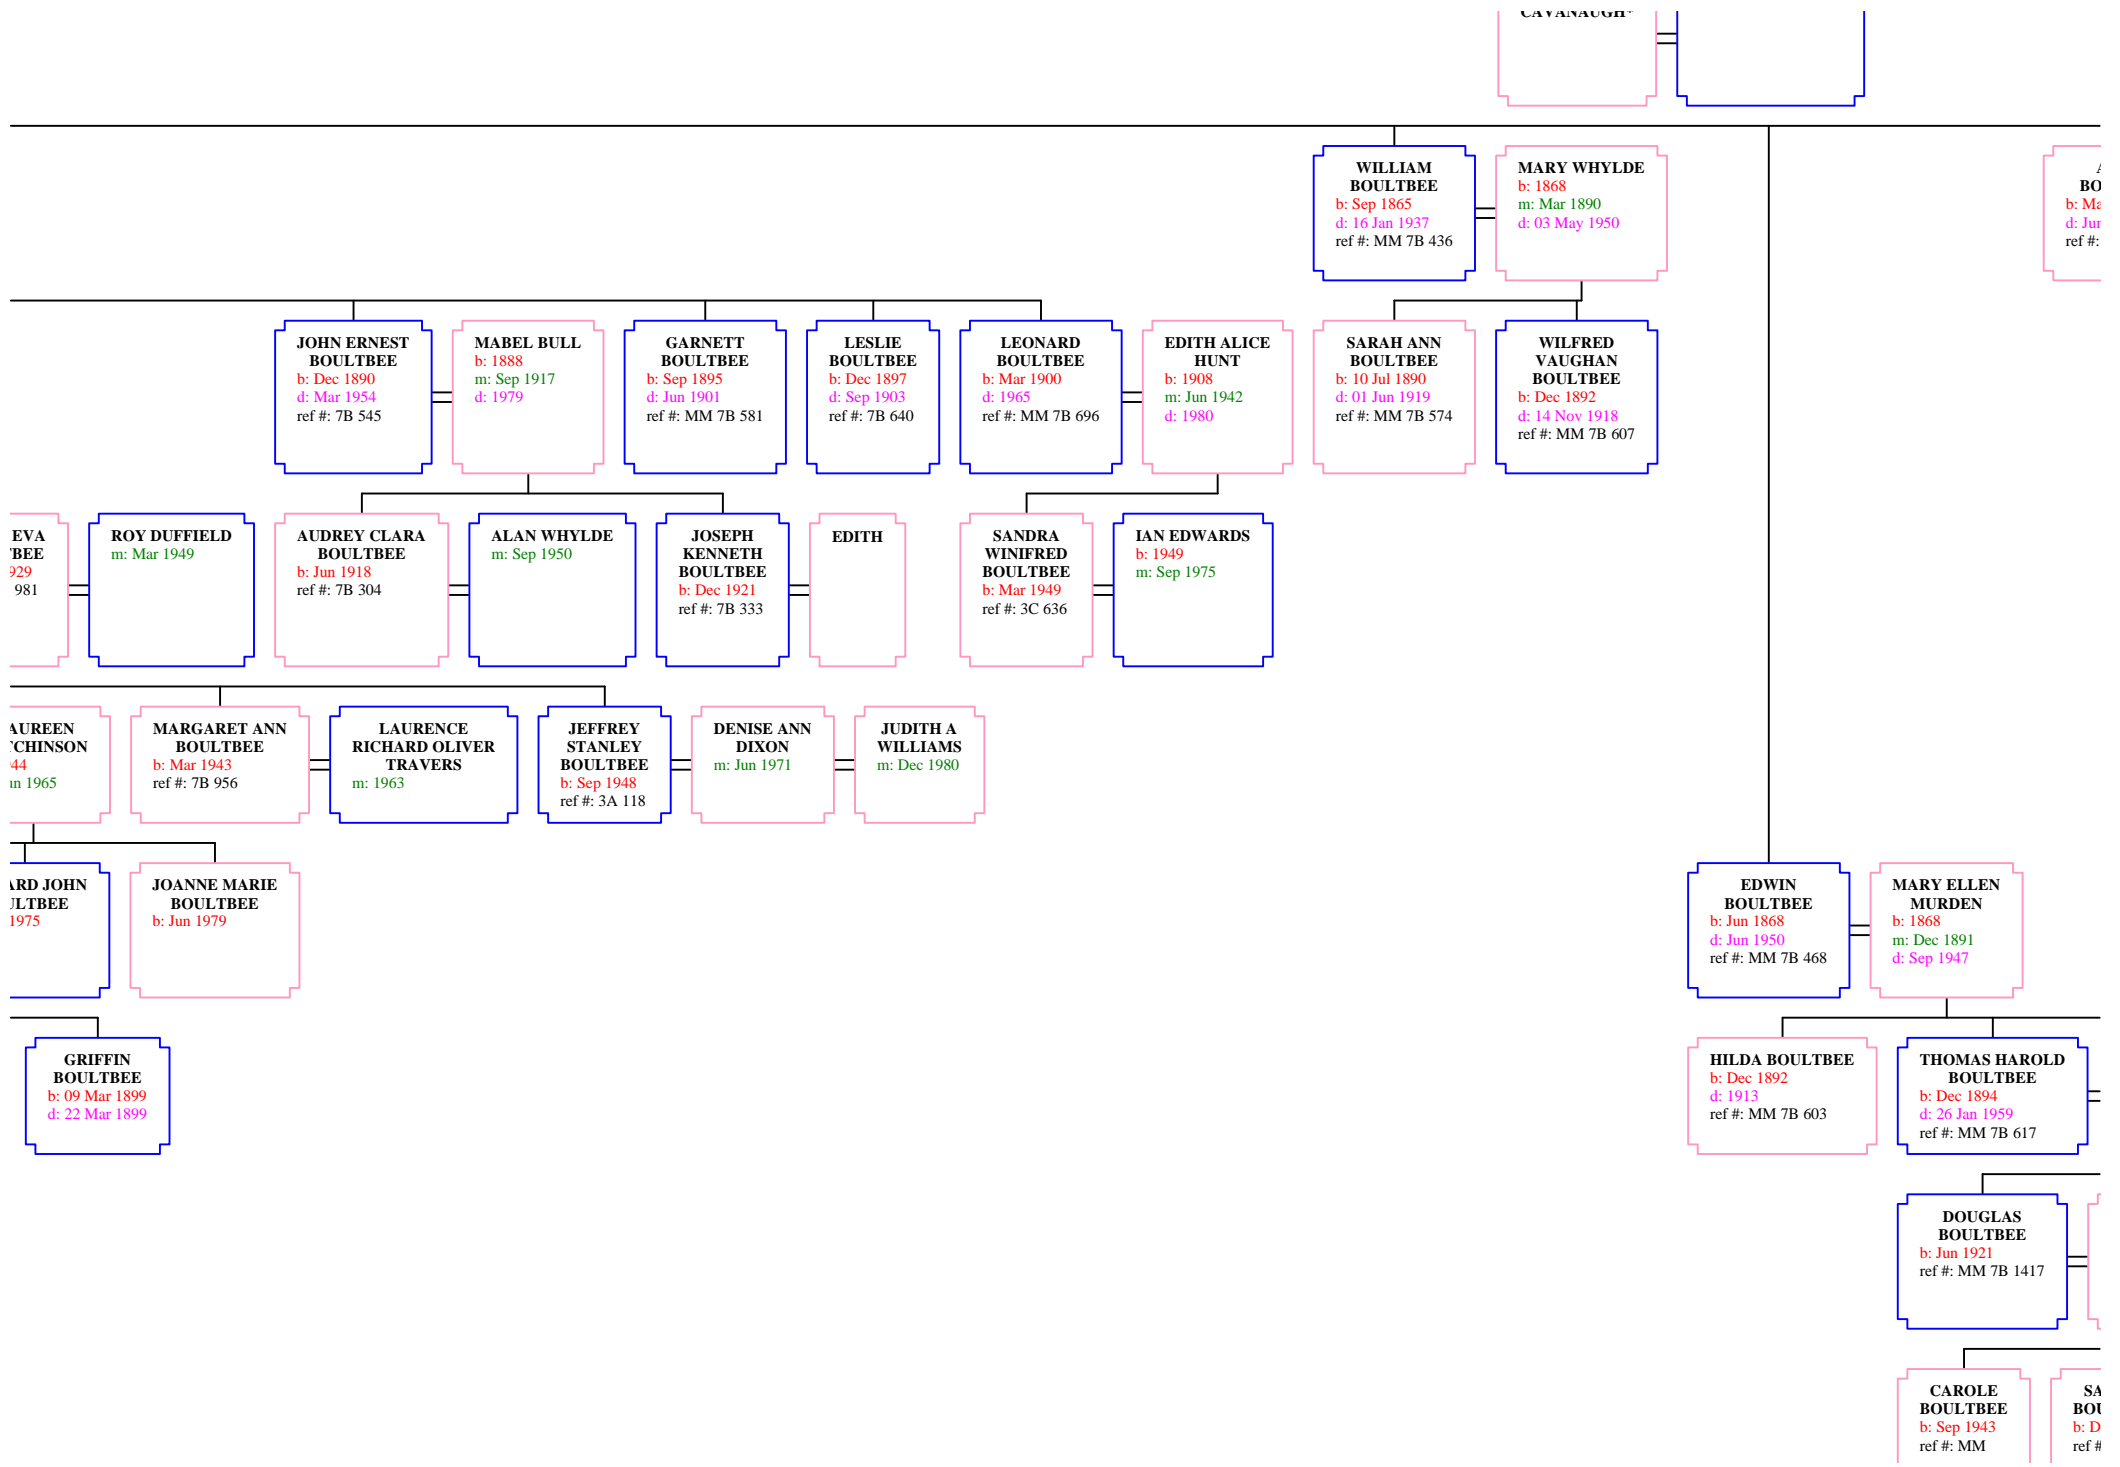 CAVANAUGH*
WILLIAM
BOULTBEE
b: Sep 1865
d: 16 Jan 1937
ref #: MM 7B 436
MARY WHYLDE
b: 1868
m: Mar 1890
d: 03 May 1950
JOHN ERNEST
BOULTBEE
b: Dec 1890
d: Mar 1954
ref #: 7B 545
MABEL BULL
b: 1888
m: Sep 1917
d: 1979
GARNETT
BOULTBEE
b: Sep 1895
d: Jun 1901
ref #: MM 7B 581
LESLIE
BOULTBEE
b: Dec 1897
d: Sep 1903
ref #: 7B 640
LEONARD
BOULTBEE
b: Mar 1900
d: 1965
ref #: MM 7B 696
EDITH ALICE
HUNT
b: 1908
m: Jun 1942
d: 1980
SARAH ANN
BOULTBEE
b: 10 Jul 1890
d: 01 Jun 1919
ref #: MM 7B 574
WILFRED
VAUGHAN
BOULTBEE
b: Dec 1892
d: 14 Nov 1918
ref #: MM 7B 607
EVA
981
ROY DUFFIELD
m: Mar 1949
AUDREY CLARA
BOULTBEE
b: Jun 1918
ref #: 7B 304
ALAN WHYLDE
m: Sep 1950
JOSEPH
KENNETH
BOULTBEE
b: Dec 1921
ref #: 7B 333
EDITH
SANDRA
WINIFRED
BOULTBEE
b: Mar 1949
ref #: 3C 636
IAN EDWARDS
b: 1949
m: Sep 1975
1965
MARGARET ANN
BOULTBEE
b: Mar 1943
ref #: 7B 956
LAURENCE
RICHARD OLIVER
TRAVERS
m: 1963
JEFFREY
STANLEY
BOULTBEE
b: Sep 1948
ref #: 3A 118
DENISE ANN
DIXON
m: Jun 1971
JUDITH A
WILLIAMS
m: Dec 1980
JOHN
1975
JOANNE MARIE
BOULTBEE
b: Jun 1979
EDWIN
BOULTBEE
b: Jun 1868
d: Jun 1950
ref #: MM 7B 468
MARY ELLEN
MURDEN
b: 1868
m: Dec 1891
d: Sep 1947
GRIFFIN
BOULTBEE
b: 09 Mar 1899
d: 22 Mar 1899
HILDA BOULTBEE
b: Dec 1892
d: 1913
ref #: MM 7B 603
THOMAS HAROLD
BOULTBEE
b: Dec 1894
d: 26 Jan 1959
ref #: MM 7B 617
DOUGLAS
BOULTBEE
b: Jun 1921
ref #: MM 7B 1417
CAROLE
BOULTBEE
b: Sep 1943
ref #: MM